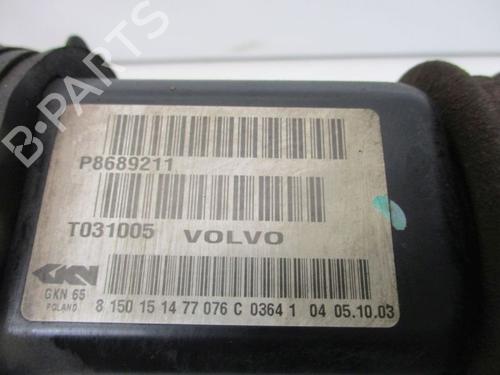 B-PARTS
P8689211
T031005 VOLVO
GKN
GKN 65
POLAND
8 150 15 14 77 076 C 0364 1 04 05.10.03